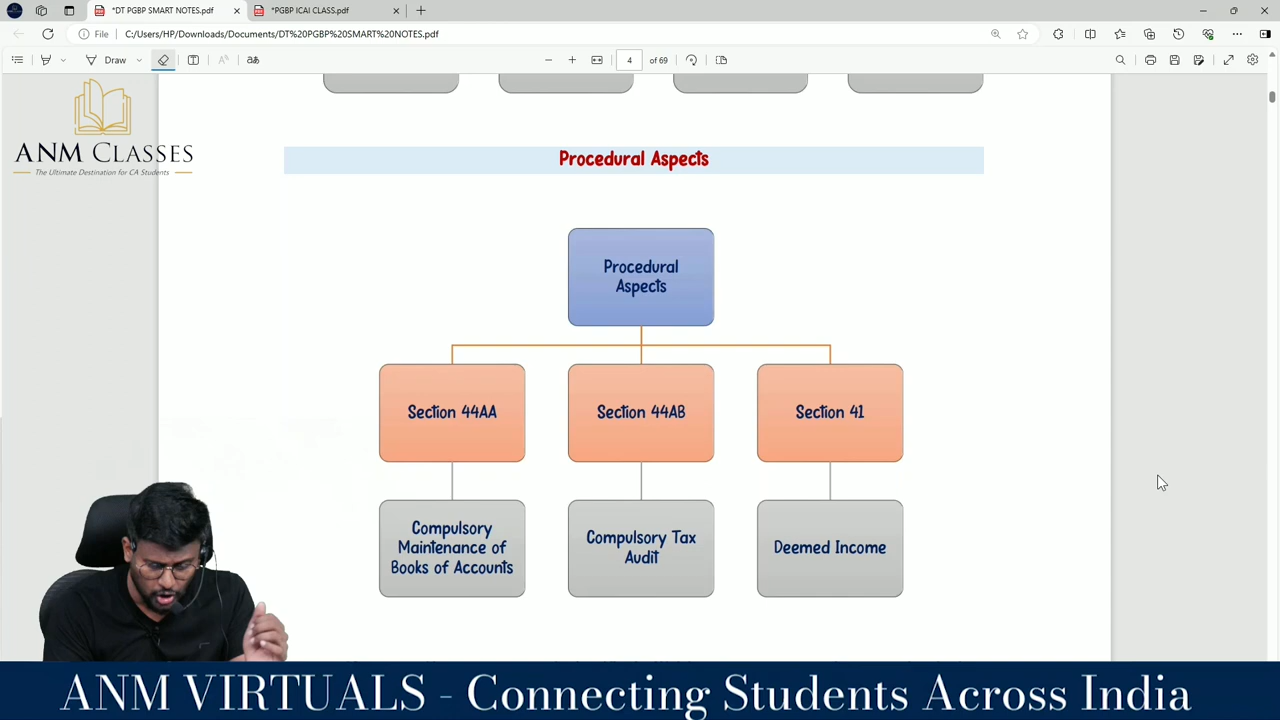 *DT PGBP SMART NOTES.pdf
*PGBP ICAI CLASS.pdf
File
C:/Users/HP/Downloads/Documents/DT%20PGBP%20SMART%20NOTES.pdf
Draw
4
of 69
ANM CLASSES
The Ultimate Destination for CA Students
Procedural Aspects
Procedural
Aspects
Section 44AA
Section 44AB
Section 41
Compulsory
Maintenance of
Books of Accounts
Compulsory Tax
Audit
Deemed Income
ANM VIRTUALS - Connecting Students Across India